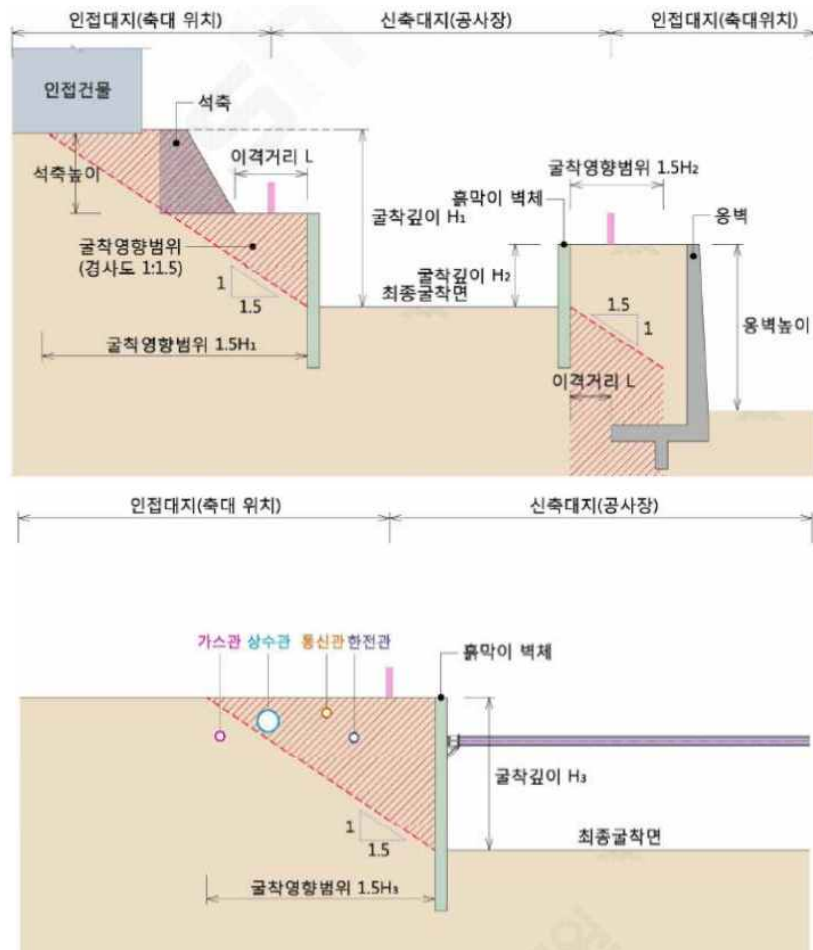 인접대지(축대 위치)
신축대지(공사장)
인접대지(축대위치)
인접건물
석축
이격거리 L
굴착영향범위 1.5H₂
석축높이
흙막이 벽체
옹벽
굴착깊이 H₁
굴착영향범위
(경사도 1:1.5)
굴착깊이 H₂
최종굴착면
1
1.5
1.5
1
옹벽높이
굴착영향범위 1.5H₁
이격거리 L
인접대지(축대 위치)
신축대지(공사장)
가스관 상수관 통신관 한전관
흙막이 벽체
굴착깊이 H₃
1
1.5
최종굴착면
굴착영향범위 1.5H₃